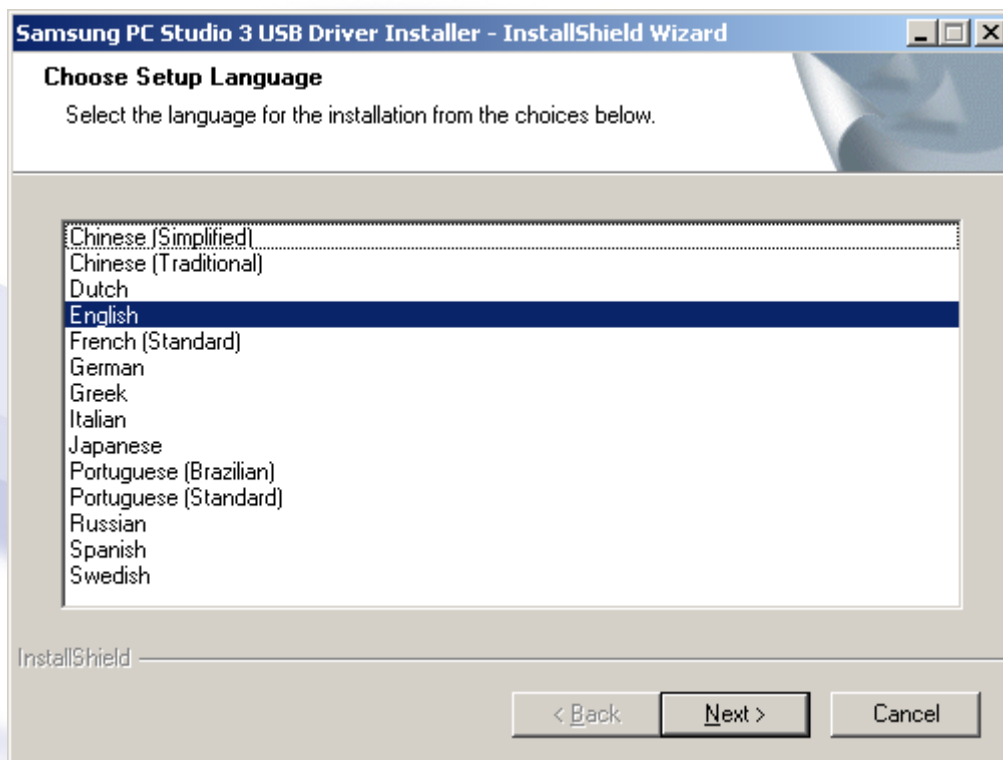 Samsung PC Studio 3 USB Driver Installer - InstallShield Wizard
Choose Setup Language
Select the language for the installation from the choices below.
Chinese (Simplified)
Chinese (Traditional)
Dutch
English
French (Standard)
German
Greek
Italian
Japanese
Portuguese (Brazilian)
Portuguese (Standard)
Russian
Spanish
Swedish
InstallShield
< Back Next > Cancel